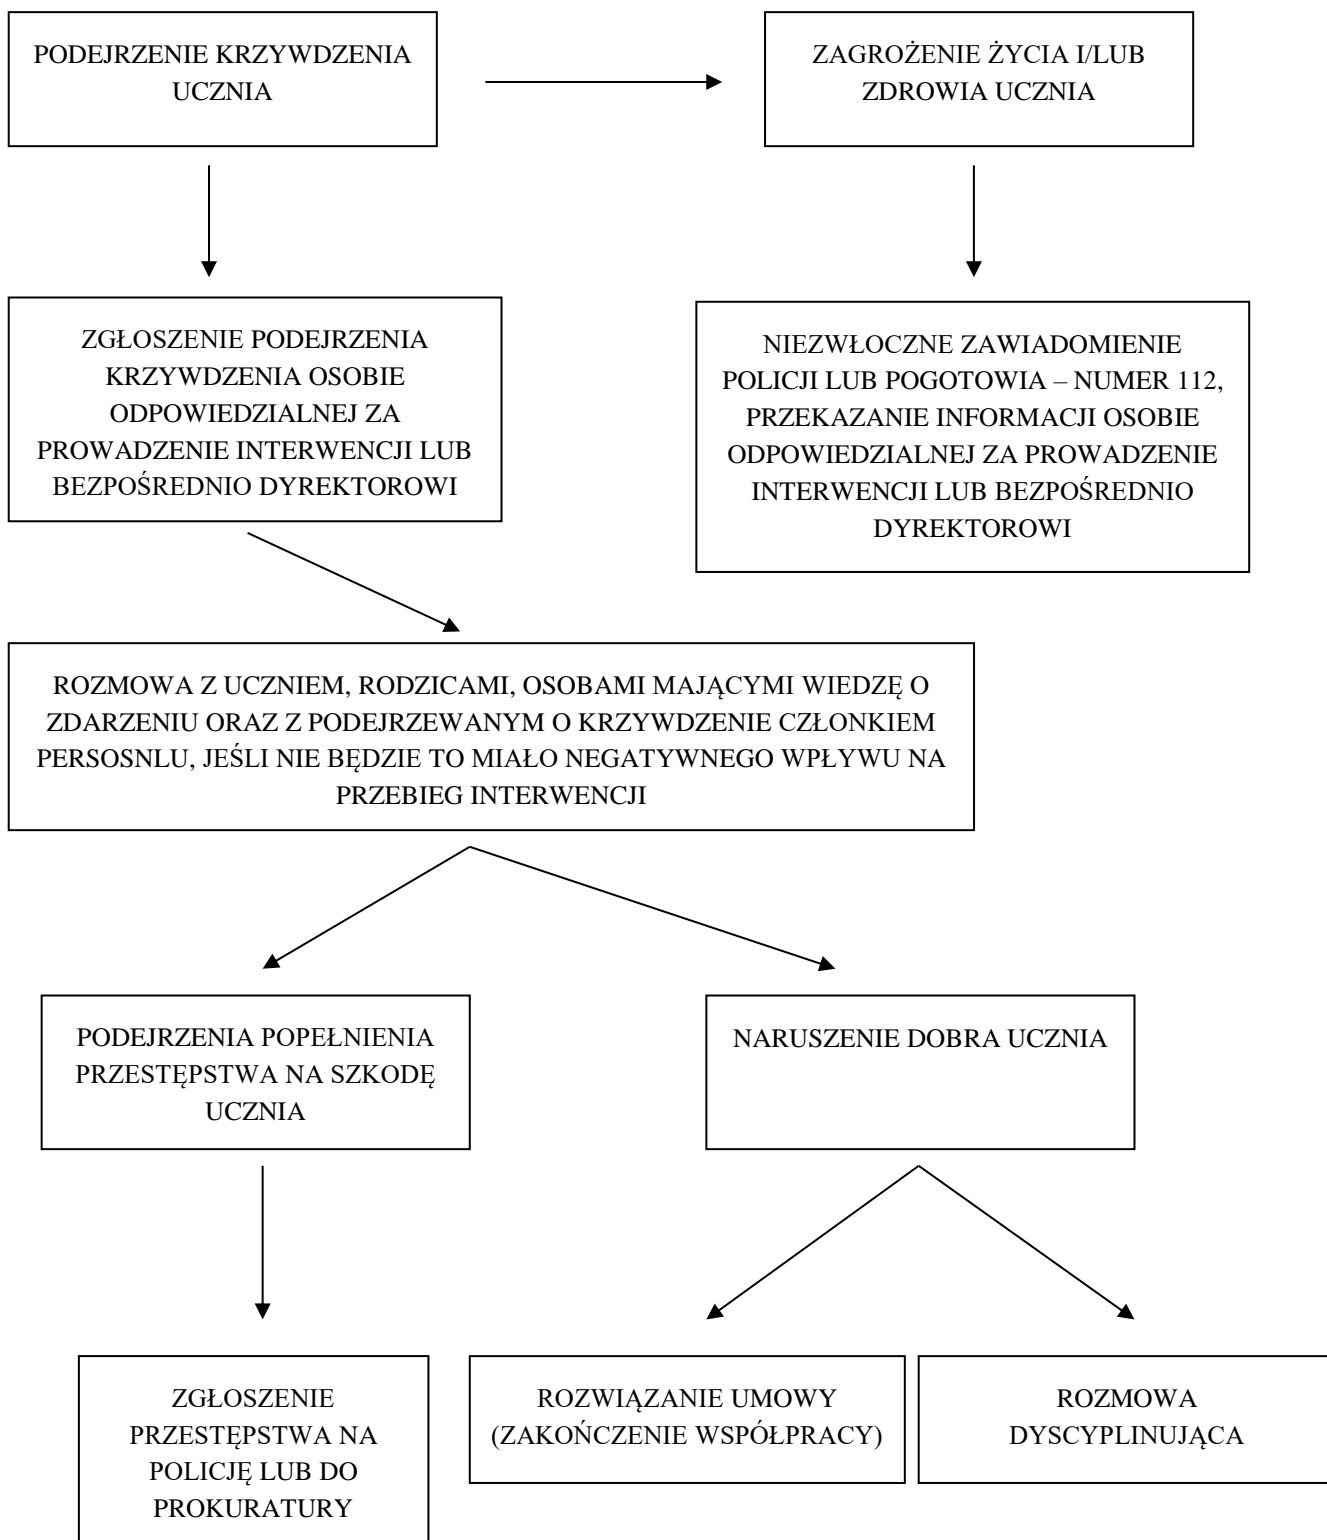 PODEJRZENIE KRZYWDZENIA
UCZNIA
ZAGROŻENIE ŻYCIA I/LUB
ZDROWIA UCZNIA
ZGŁOSZENIE PODEJRZENIA
KRZYWDZENIA OSOBIE
ODPOWIEDZIALNEJ ZA
PROWADZENIE INTERWENCJI LUB
BEZPOŚREDNIO DYREKTOROWI
NIEZWŁOCZNE ZAWIADOMIENIE
POLICJI LUB POGOTOWIA – NUMER 112,
PRZEKAZANIE INFORMACJI OSOBIE
ODPOWIEDZIALNEJ ZA PROWADZENIE
INTERWENCJI LUB BEZPOŚREDNIO
DYREKTOROWI
ROZMOWA Z UCZNIEM, RODZICAMI, OSOBAMI MAJĄCYMI WIEDZĘ O
ZDARZENIU ORAZ Z PODEJRZEWANYM O KRZYWDZENIE CZŁONKIEM
PERSOSNLU, JEŚLI NIE BĘDZIE TO MIAŁO NEGATYWNEGO WPŁYWU NA
PRZEBIEG INTERWENCJI
PODEJRZENIA POPEŁNIENIA
PRZESTĘPSTWA NA SZKODĘ
UCZNIA
NARUSZENIE DOBRA UCZNIA
ZGŁOSZENIE
PRZESTĘPSTWA NA
POLICJĘ LUB DO
PROKURATURY
ROZWIĄZANIE UMOWY
(ZAKOŃCZENIE WSPÓŁPRACY)
ROZMOWA
DYSCYPLINUJĄCA